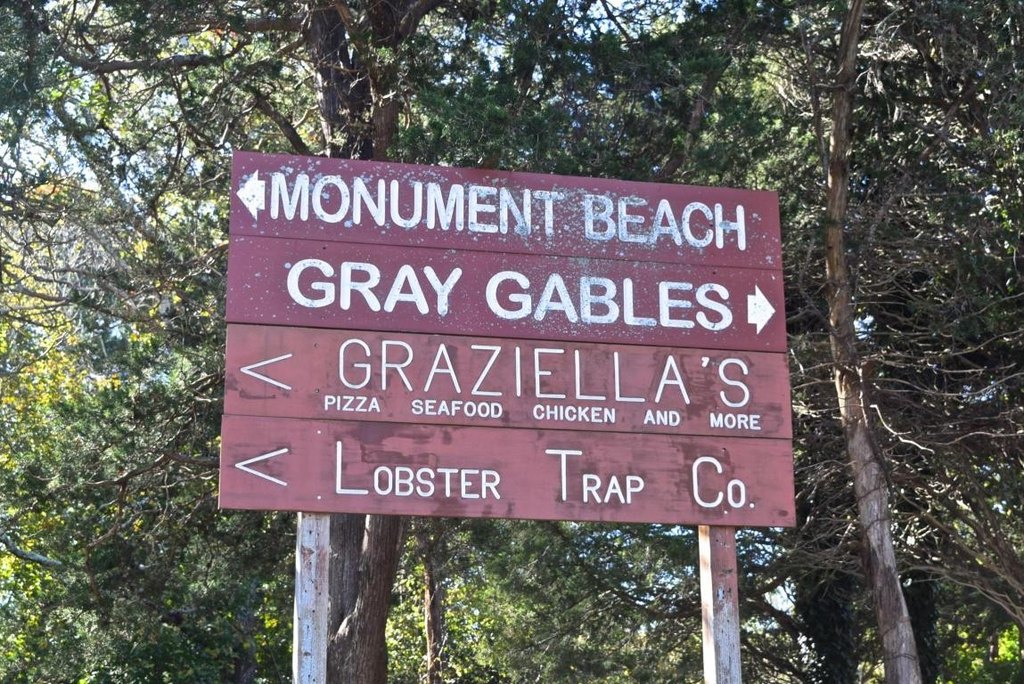 MONUMENT BEACH
GRAY GABLES
GRAZIELLA'S
PIZZA SEAFOOD CHICKEN AND MORE
LOBSTER TRAP CO.